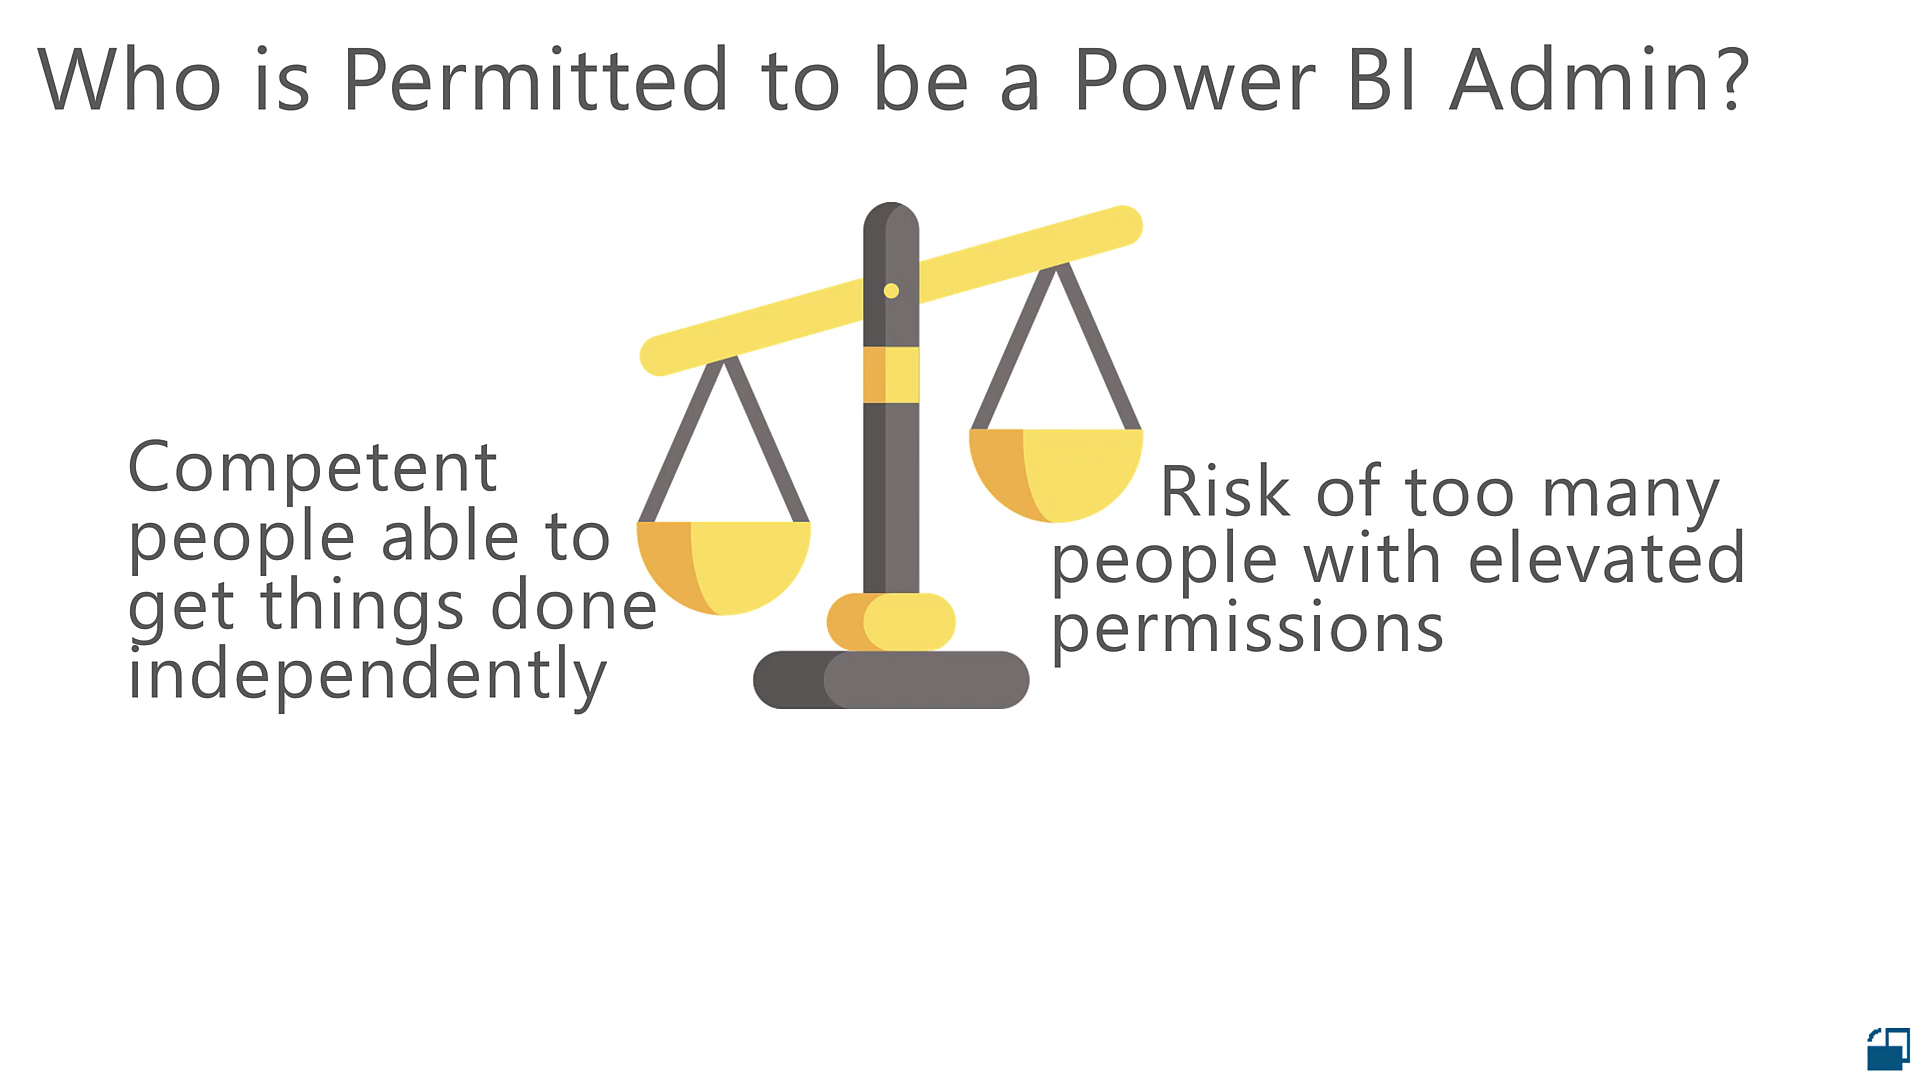 Who is Permitted to be a Power BI Admin?
Competent
people able to
get things done
independently
Risk of too many
people with elevated
permissions